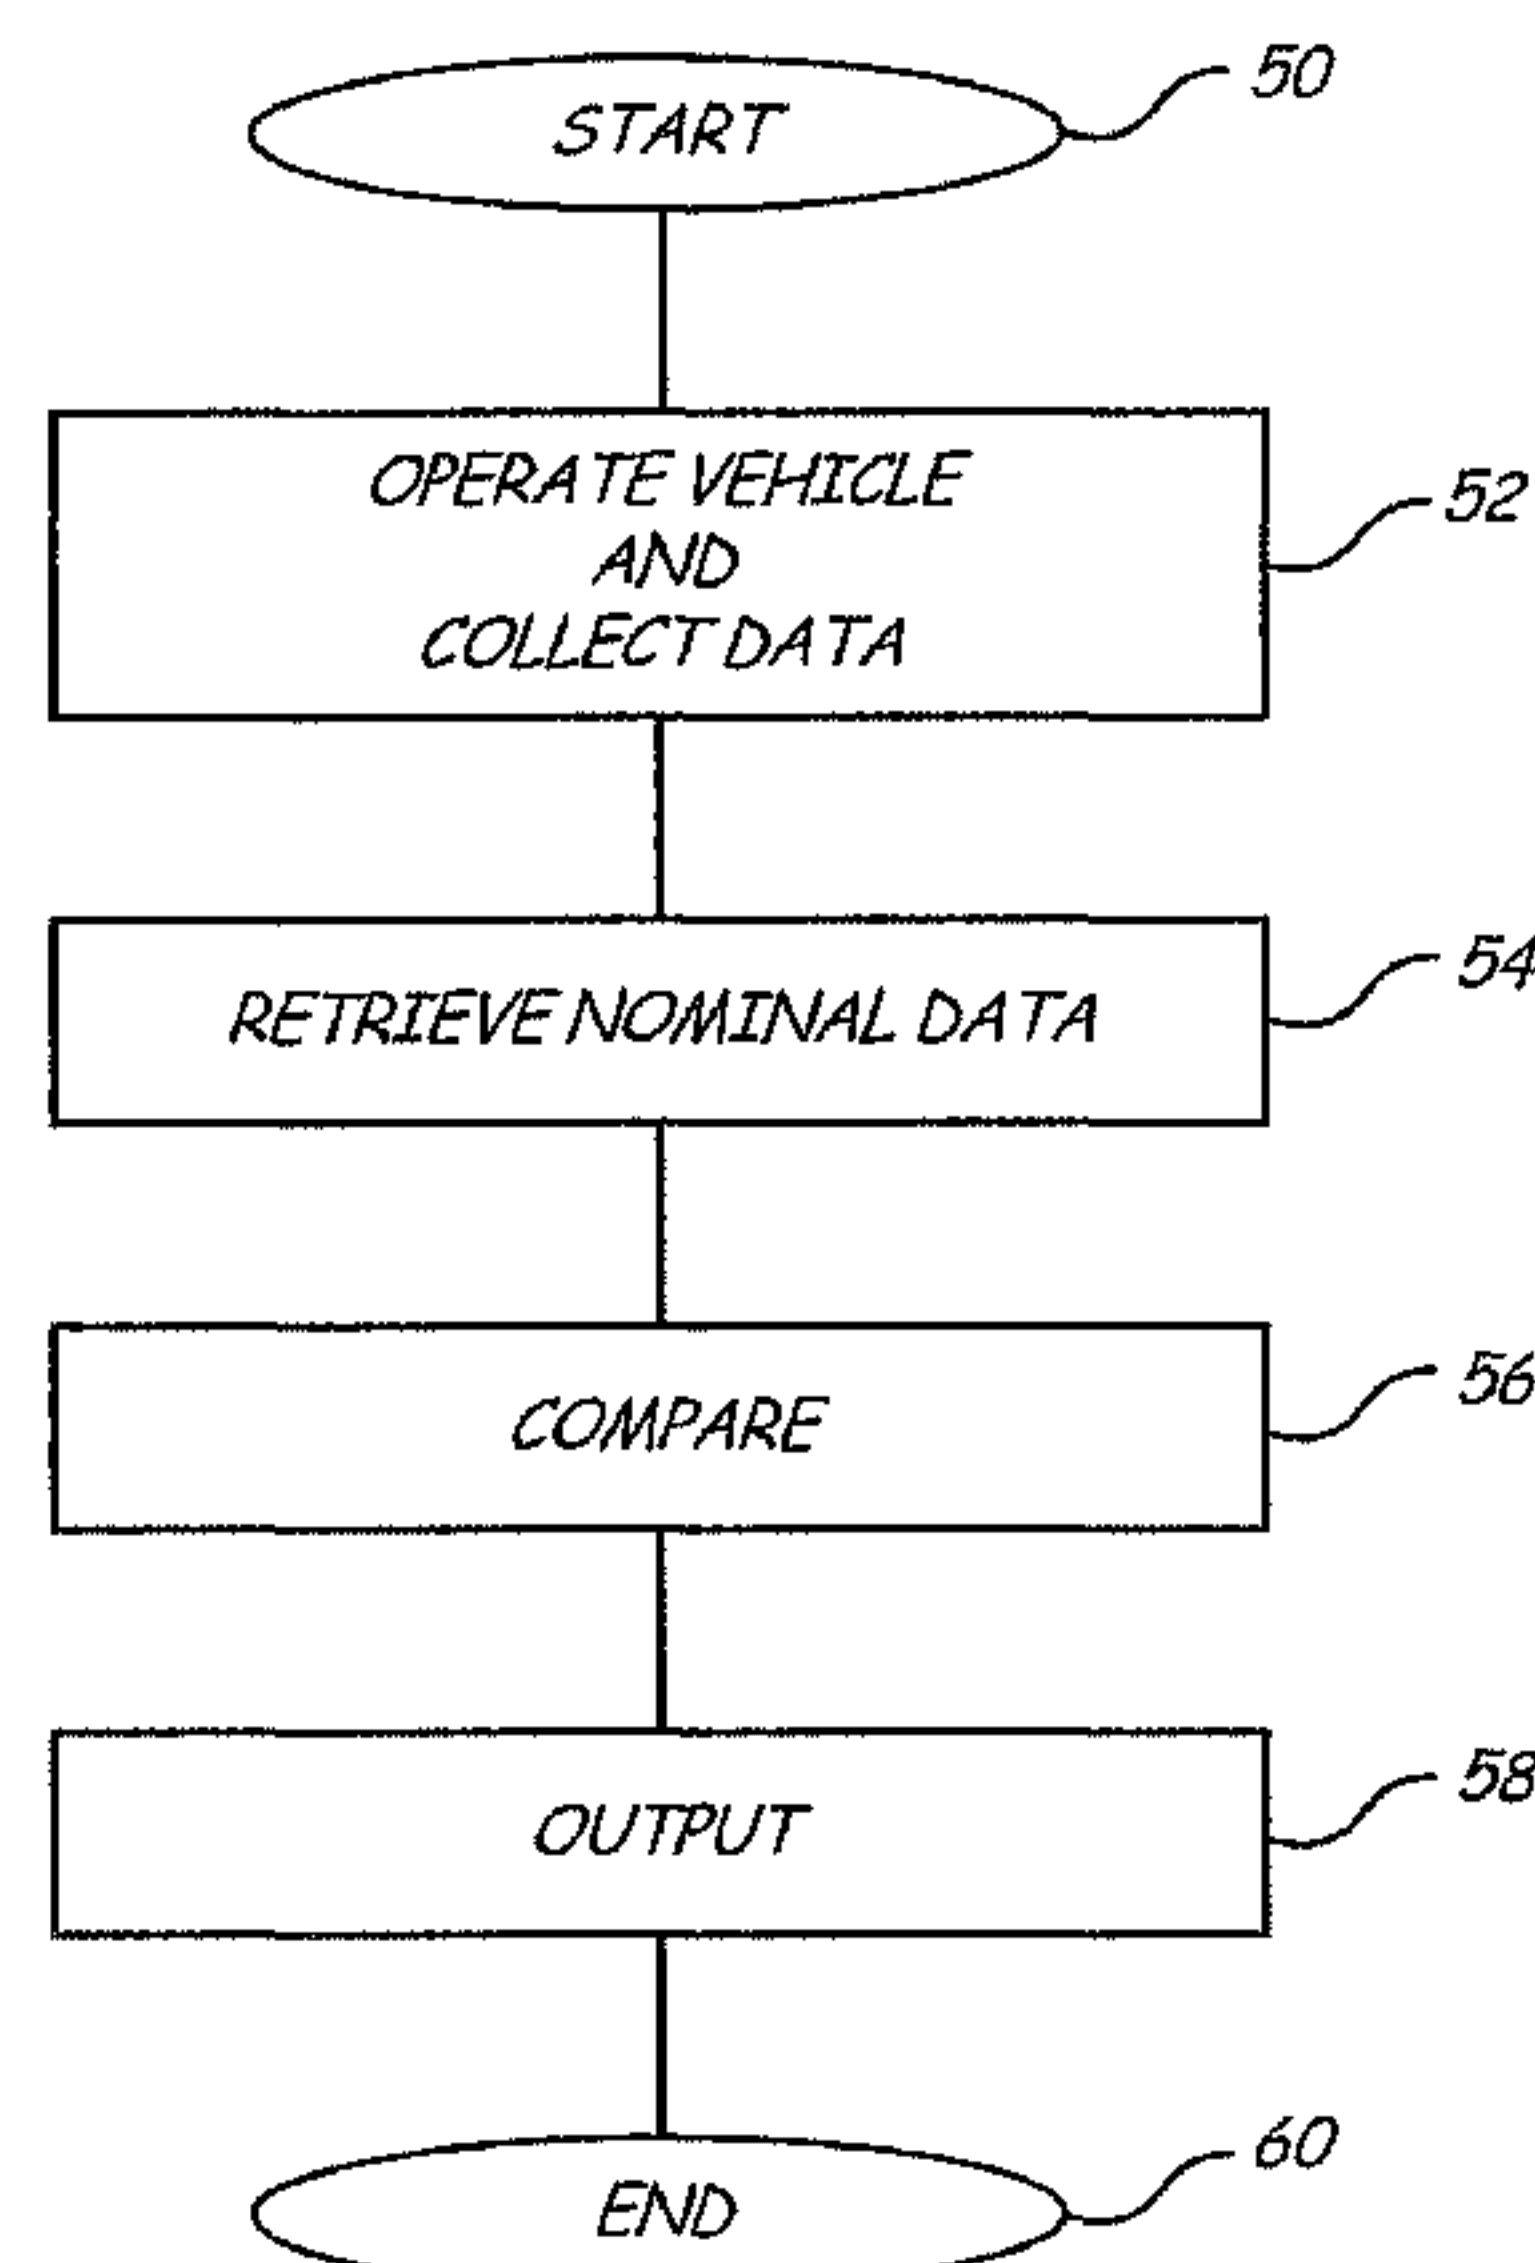 START
50
OPERATE VEHICLE
AND
COLLECT DATA
52
RETRIEVE NOMINAL DATA
54
COMPARE
56
OUTPUT
58
END
60